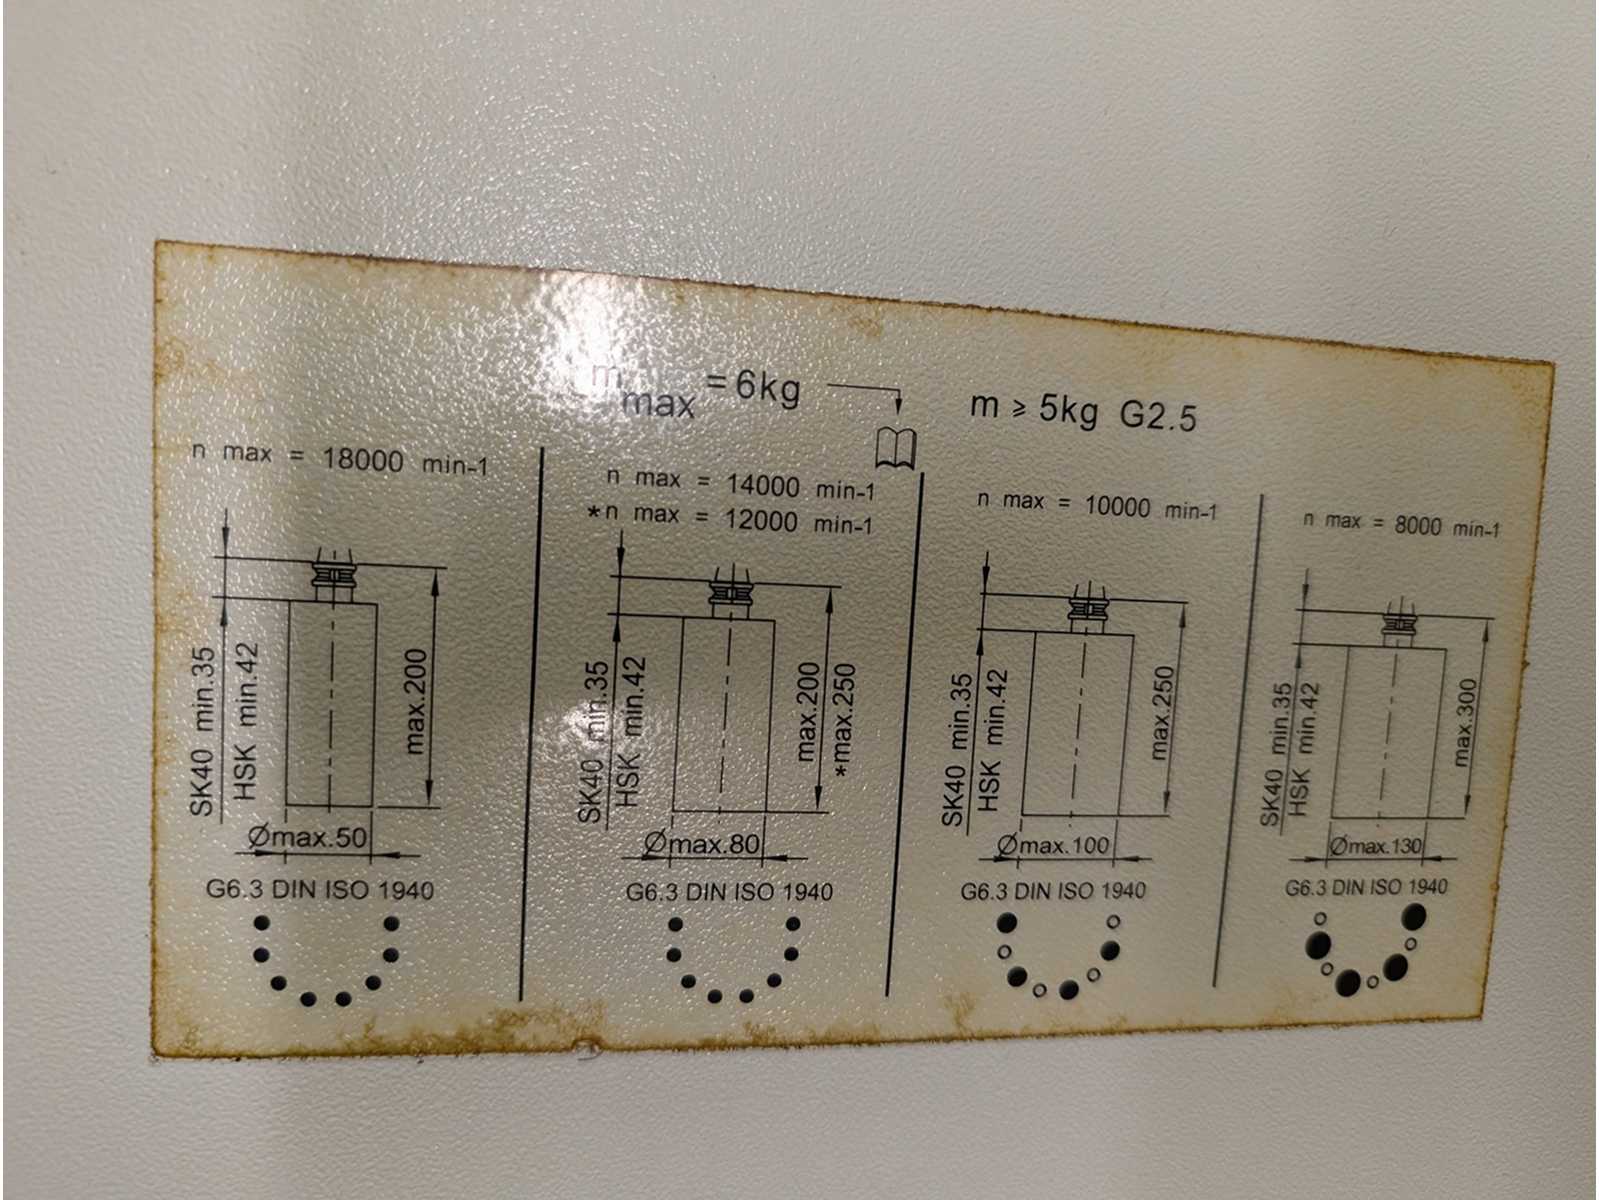 m max = 6kg
m ≥ 5kg G2.5
n max = 18000 min-1
SK40 min.35
HSK min.42
max.200
Ømax.50
G6.3 DIN ISO 1940
n max = 14000 min-1
*n max = 12000 min-1
SK40 min.35
HSK min.42
max.200
*max.250
Ømax.80
G6.3 DIN ISO 1940
n max = 10000 min-1
SK40 min.35
HSK min.42
max.250
Ømax.100
G6.3 DIN ISO 1940
n max = 8000 min-1
SK40 min.35
HSK min.42
max.300
Ømax.130
G6.3 DIN ISO 1940